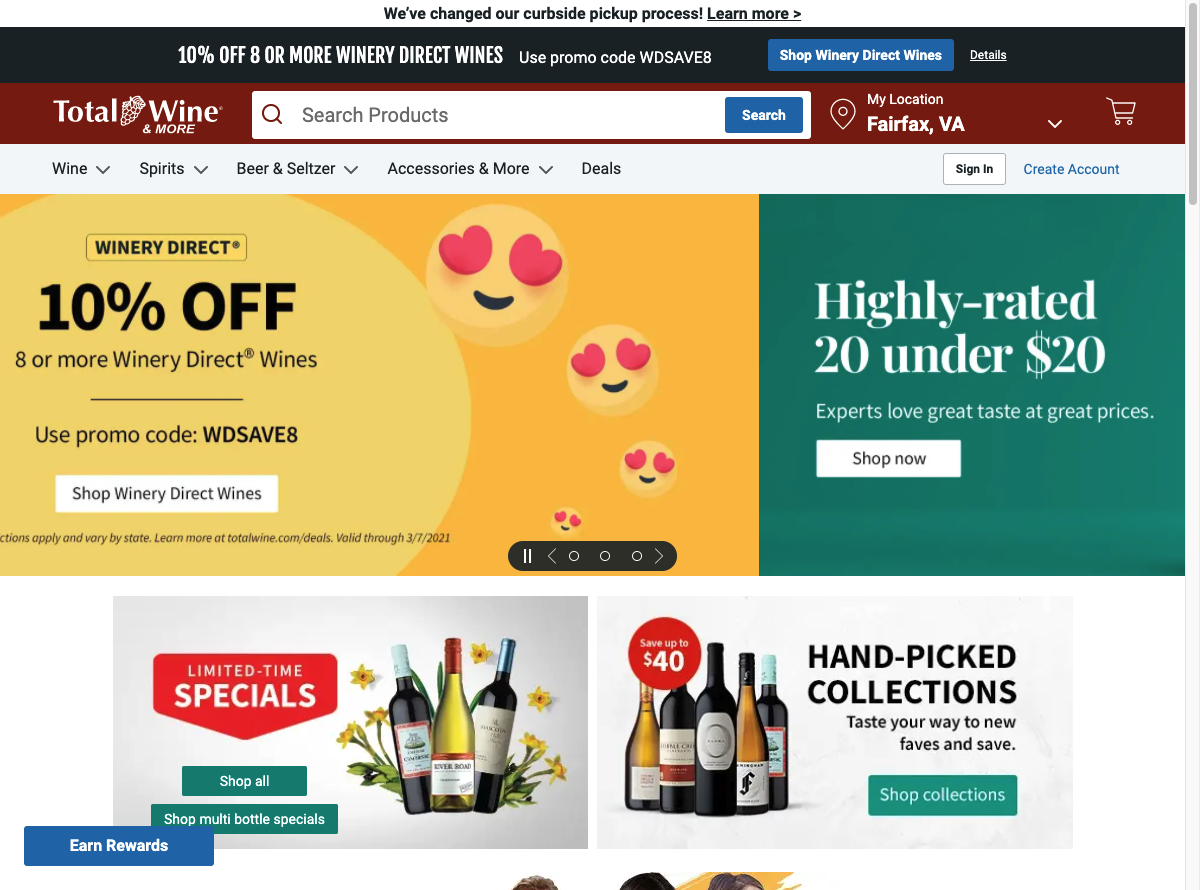 We've changed our curbside pickup process! Learn more >
10% OFF 8 OR MORE WINERY DIRECT WINES Use promo code WDSAVE8 Shop Winery Direct Wines Details
Total Wine
& MORE
Search Products Search
My Location
Fairfax, VA
Wine Spirits Beer & Seltzer Accessories & More Deals Sign In Create Account
WINERY DIRECT®
10% OFF
8 or more Winery Direct® Wines
Use promo code: WDSAVE8
Shop Winery Direct Wines
apply and vary by state. Learn more at totalwine.com/deals. Valid through 3/7/2021
Highly-rated
20 under $20
Experts love great taste at great prices.
Shop now
LIMITED-TIME
SPECIALS
RIVER ROAD
Shop all
Shop multi bottle specials
Save up to
$40
HAND-PICKED
COLLECTIONS
Taste your way to new
faves and save.
Shop collections
Earn Rewards